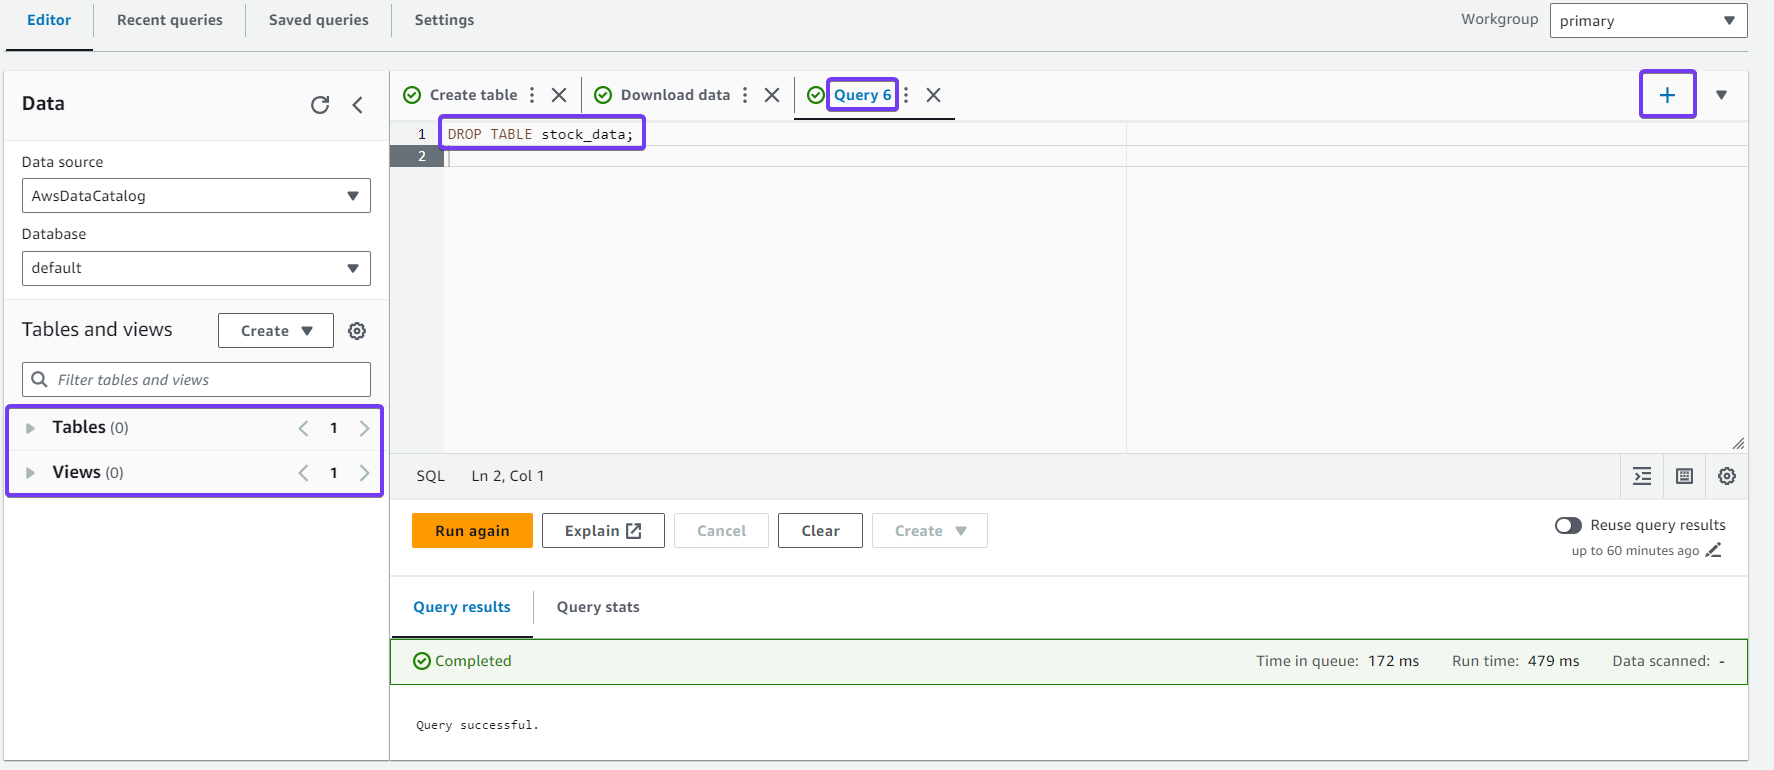 Editor Recent queries Saved queries Settings Workgroup primary
Data
Data source
AwsDataCatalog
Database
default
Tables and views Create
Filter tables and views
Tables (0) 1
Views (0) 1
Create table Download data Query 6
1 DROP TABLE stock_data;
2
SQL Ln 2, Col 1
Run again Explain Cancel Clear Create Reuse query results
up to 60 minutes ago
Query results Query stats
Completed Time in queue: 172 ms Run time: 479 ms Data scanned: -
Query successful.